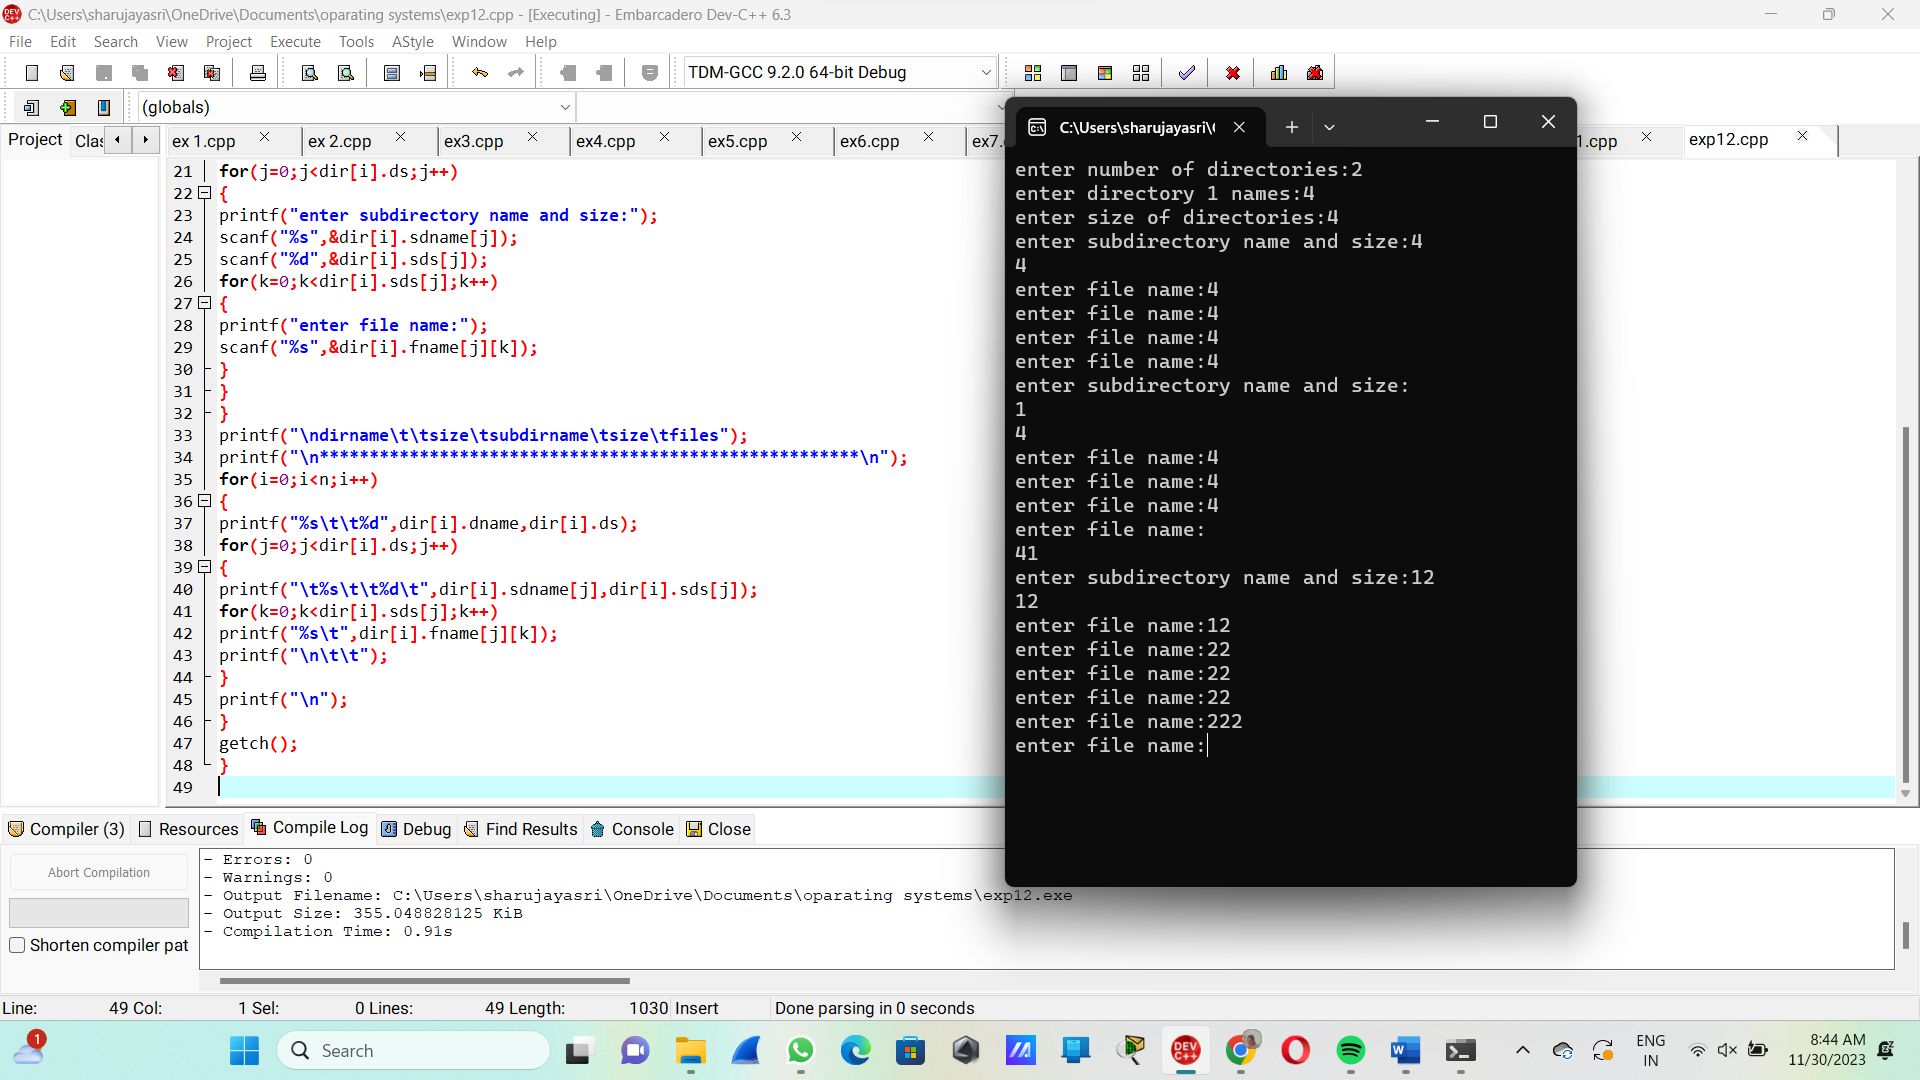 C:\Users\sharujayasri\OneDrive\Documents\oparating systems\exp12.cpp - [Executing] - Embarcadero Dev-C++ 6.3
File Edit Search View Project Execute Tools AStyle Window Help
TDM-GCC 9.2.0 64-bit Debug
(globals)
Project Clas ex 1.cpp ex 2.cpp ex3.cpp ex4.cpp ex5.cpp ex6.cpp ex7. 1.cpp exp12.cpp
21 for(j=0;j<dir[i].ds;j++)
22 {
23 printf("enter subdirectory name and size:");
24 scanf("%s",&dir[i].sdname[j]);
25 scanf("%d",&dir[i].sds[j]);
26 for(k=0;k<dir[i].sds[j];k++)
27 {
28 printf("enter file name:");
29 scanf("%s",&dir[i].fname[j][k]);
30 }
31 }
32 }
33 printf("\ndirname\t\tsize\tsubdirname\tsize\tfiles");
34 printf("\n******************************************************\n");
35 for(i=0;i<n;i++)
36 {
37 printf("%s\t\t%d",dir[i].dname,dir[i].ds);
38 for(j=0;j<dir[i].ds;j++)
39 {
40 printf("\t%s\t\t%d\t",dir[i].sdname[j],dir[i].sds[j]);
41 for(k=0;k<dir[i].sds[j];k++)
42 printf("%s\t",dir[i].fname[j][k]);
43 printf("\n\t\t");
44 }
45 printf("\n");
46 }
47 getch();
48 }
49
C:\Users\sharujayasri\
enter number of directories:2
enter directory 1 names:4
enter size of directories:4
enter subdirectory name and size:4
4
enter file name:4
enter file name:4
enter file name:4
enter file name:4
enter subdirectory name and size:
1
4
enter file name:4
enter file name:4
enter file name:4
enter file name:
41
enter subdirectory name and size:12
12
enter file name:12
enter file name:22
enter file name:22
enter file name:22
enter file name:222
enter file name:
Compiler (3) Resources Compile Log Debug Find Results Console Close
Abort Compilation
Shorten compiler pat
- Errors: 0
- Warnings: 0
- Output Filename: C:\Users\sharujayasri\OneDrive\Documents\oparating systems\exp12.exe
- Output Size: 355.048828125 KiB
- Compilation Time: 0.91s
Line: 49 Col: 1 Sel: 0 Lines: 49 Length: 1030 Insert Done parsing in 0 seconds
1
Search
DEV C++
ENG
IN
8:44 AM
11/30/2023